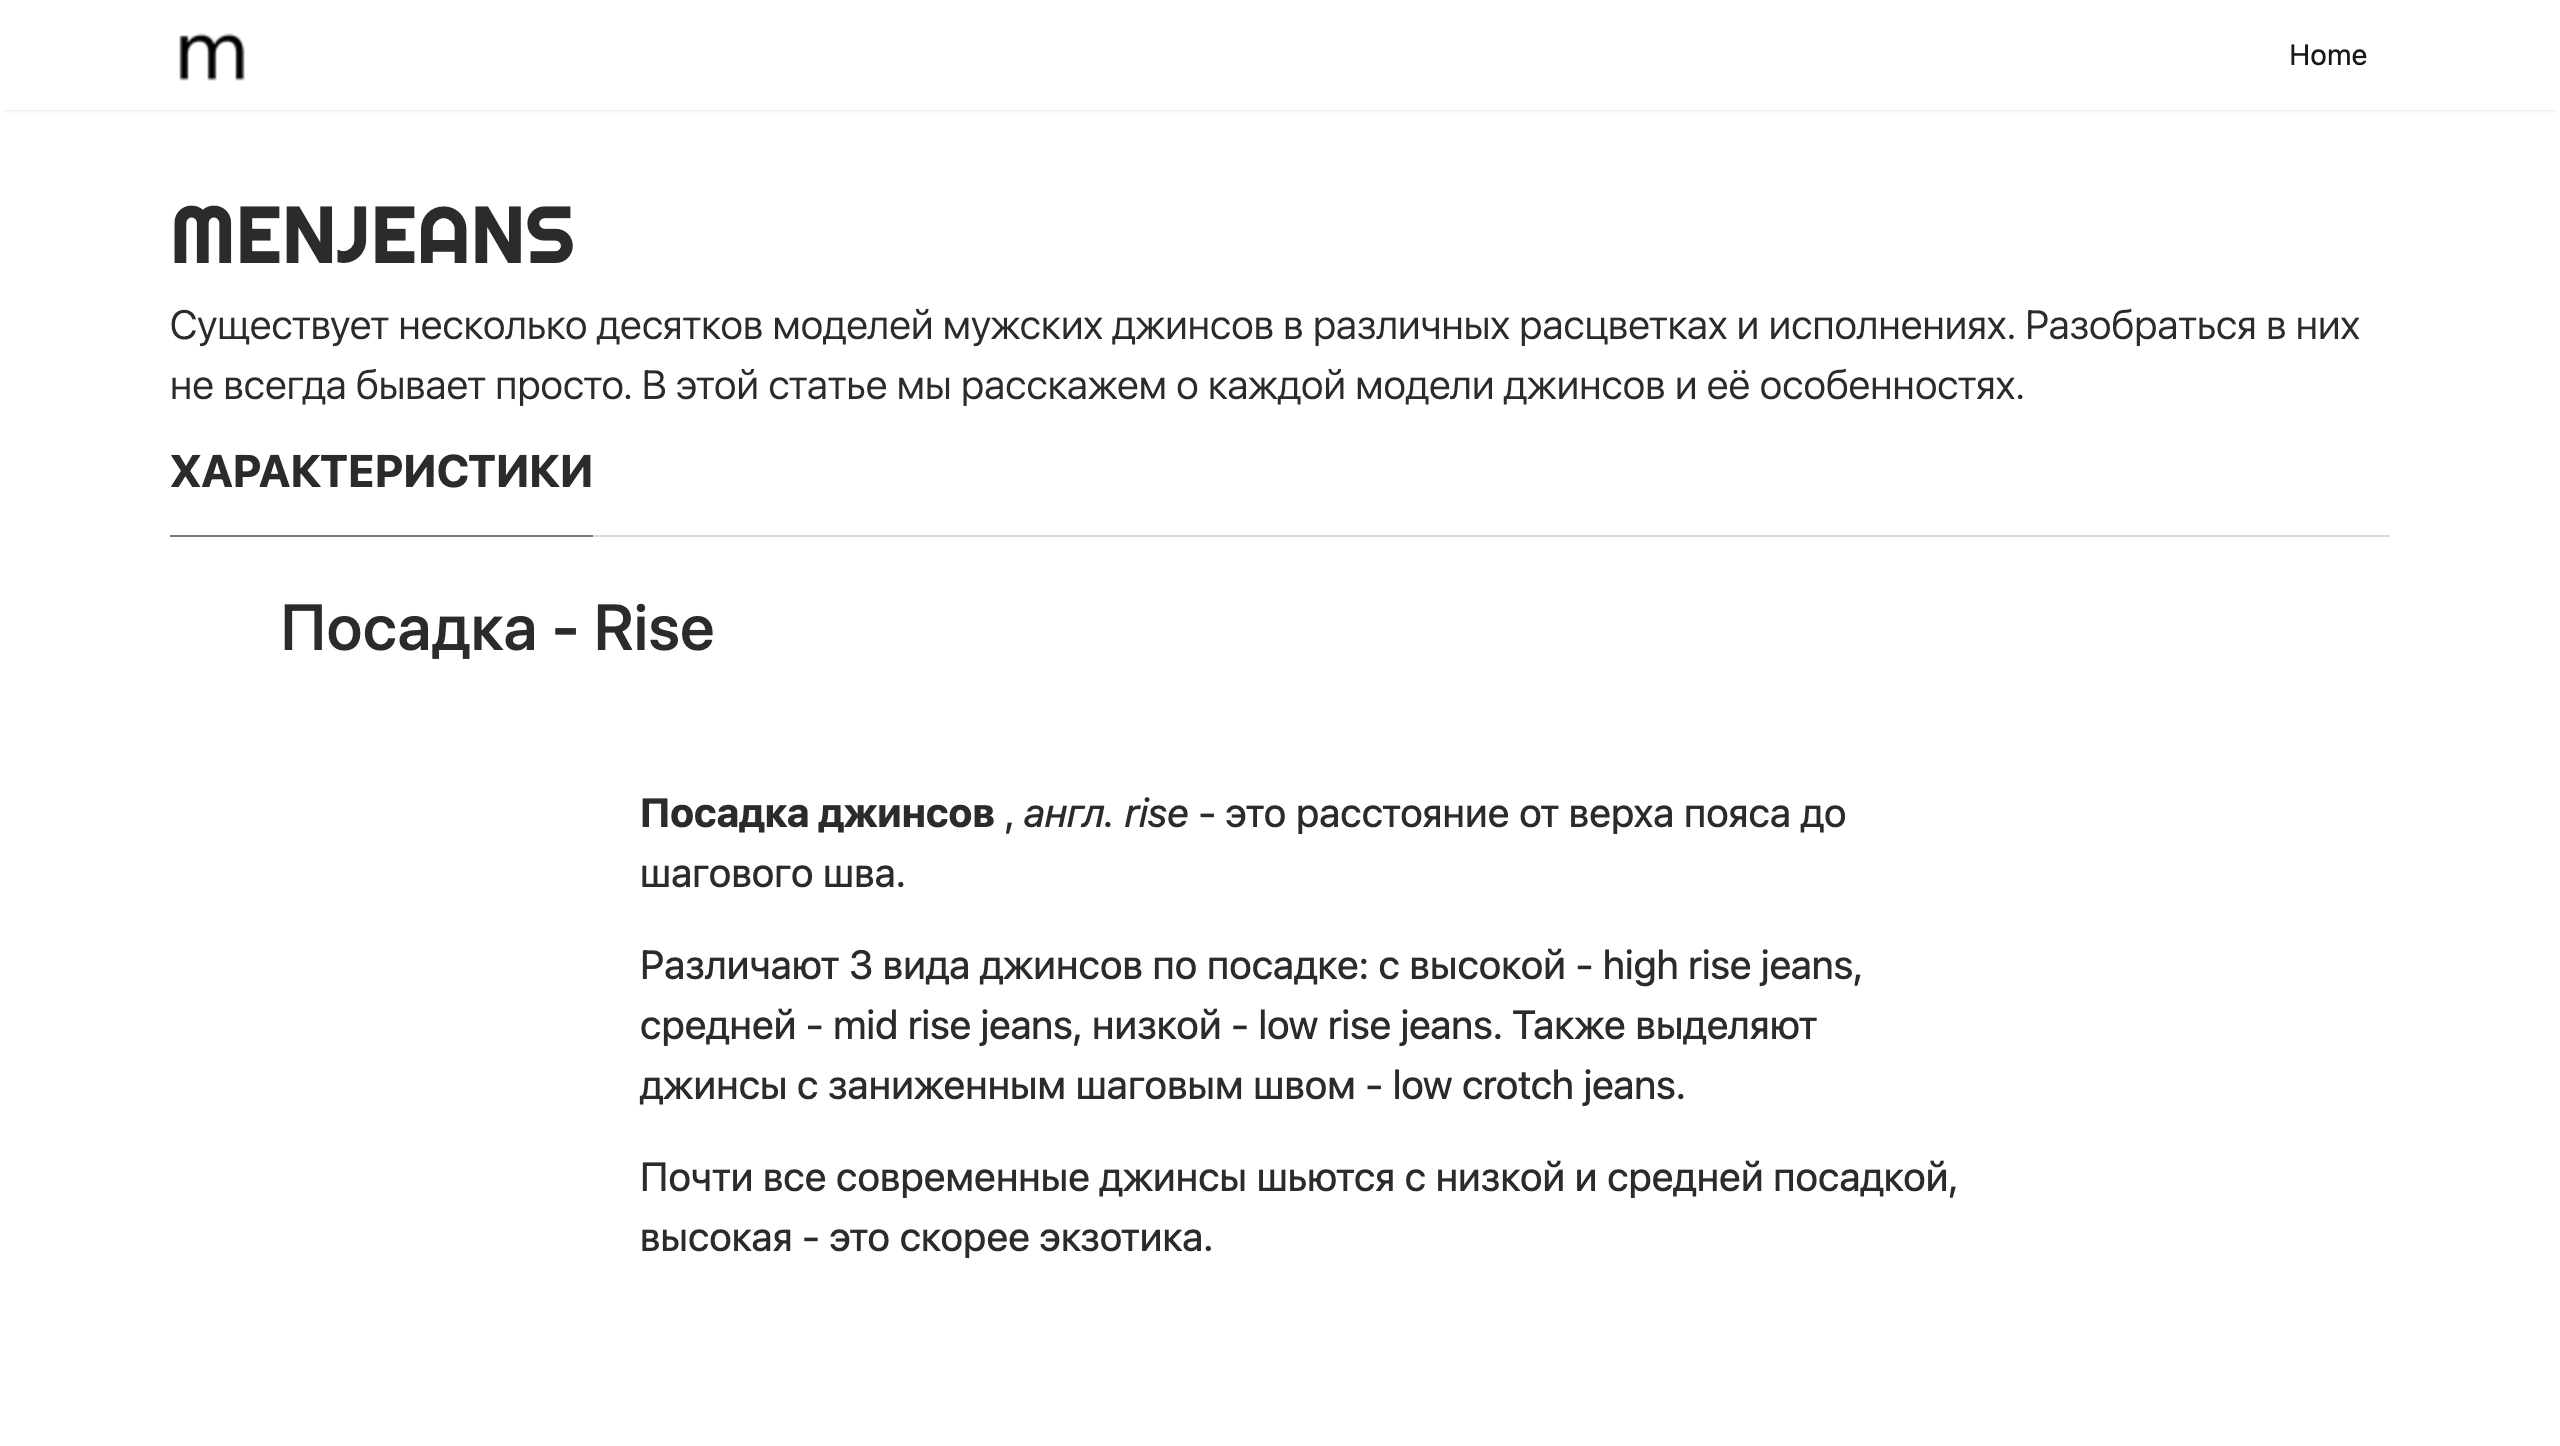 m
Home
MENJEANS
Существует несколько десятков моделей мужских джинсов в различных расцветках и исполнениях. Разобраться в них
не всегда бывает просто. В этой статье мы расскажем о каждой модели джинсов и её особенностях.
ХАРАКТЕРИСТИКИ
Посадка - Rise
Посадка джинсов , англ. rise - это расстояние от верха пояса до
шагового шва.
Различают 3 вида джинсов по посадке: с высокой - high rise jeans,
средней - mid rise jeans, низкой - low rise jeans. Также выделяют
джинсы с заниженным шаговым швом - low crotch jeans.
Почти все современные джинсы шьются с низкой и средней посадкой,
высокая - это скорее экзотика.